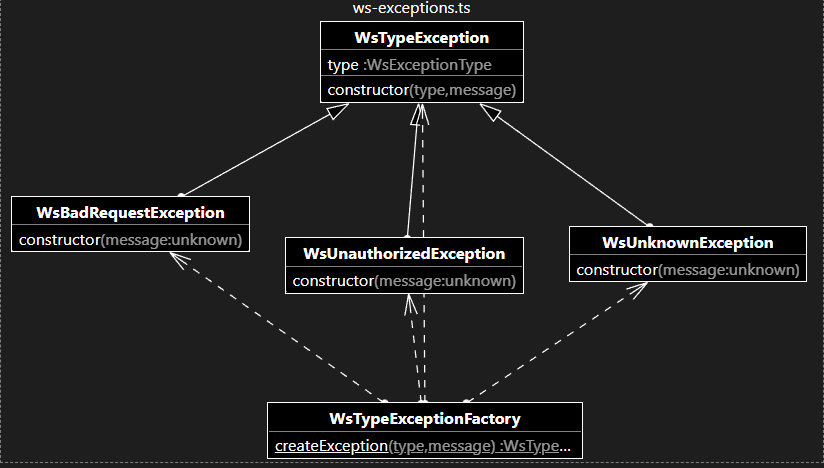 ws-exceptions.ts
WsTypeException
type :WsExceptionType
constructor(type,message)
WsBadRequestException
constructor(message:unknown)
WsUnauthorizedException
constructor(message:unknown)
WsUnknownException
constructor(message:unknown)
WsTypeExceptionFactory
createException(type,message) :WsType...